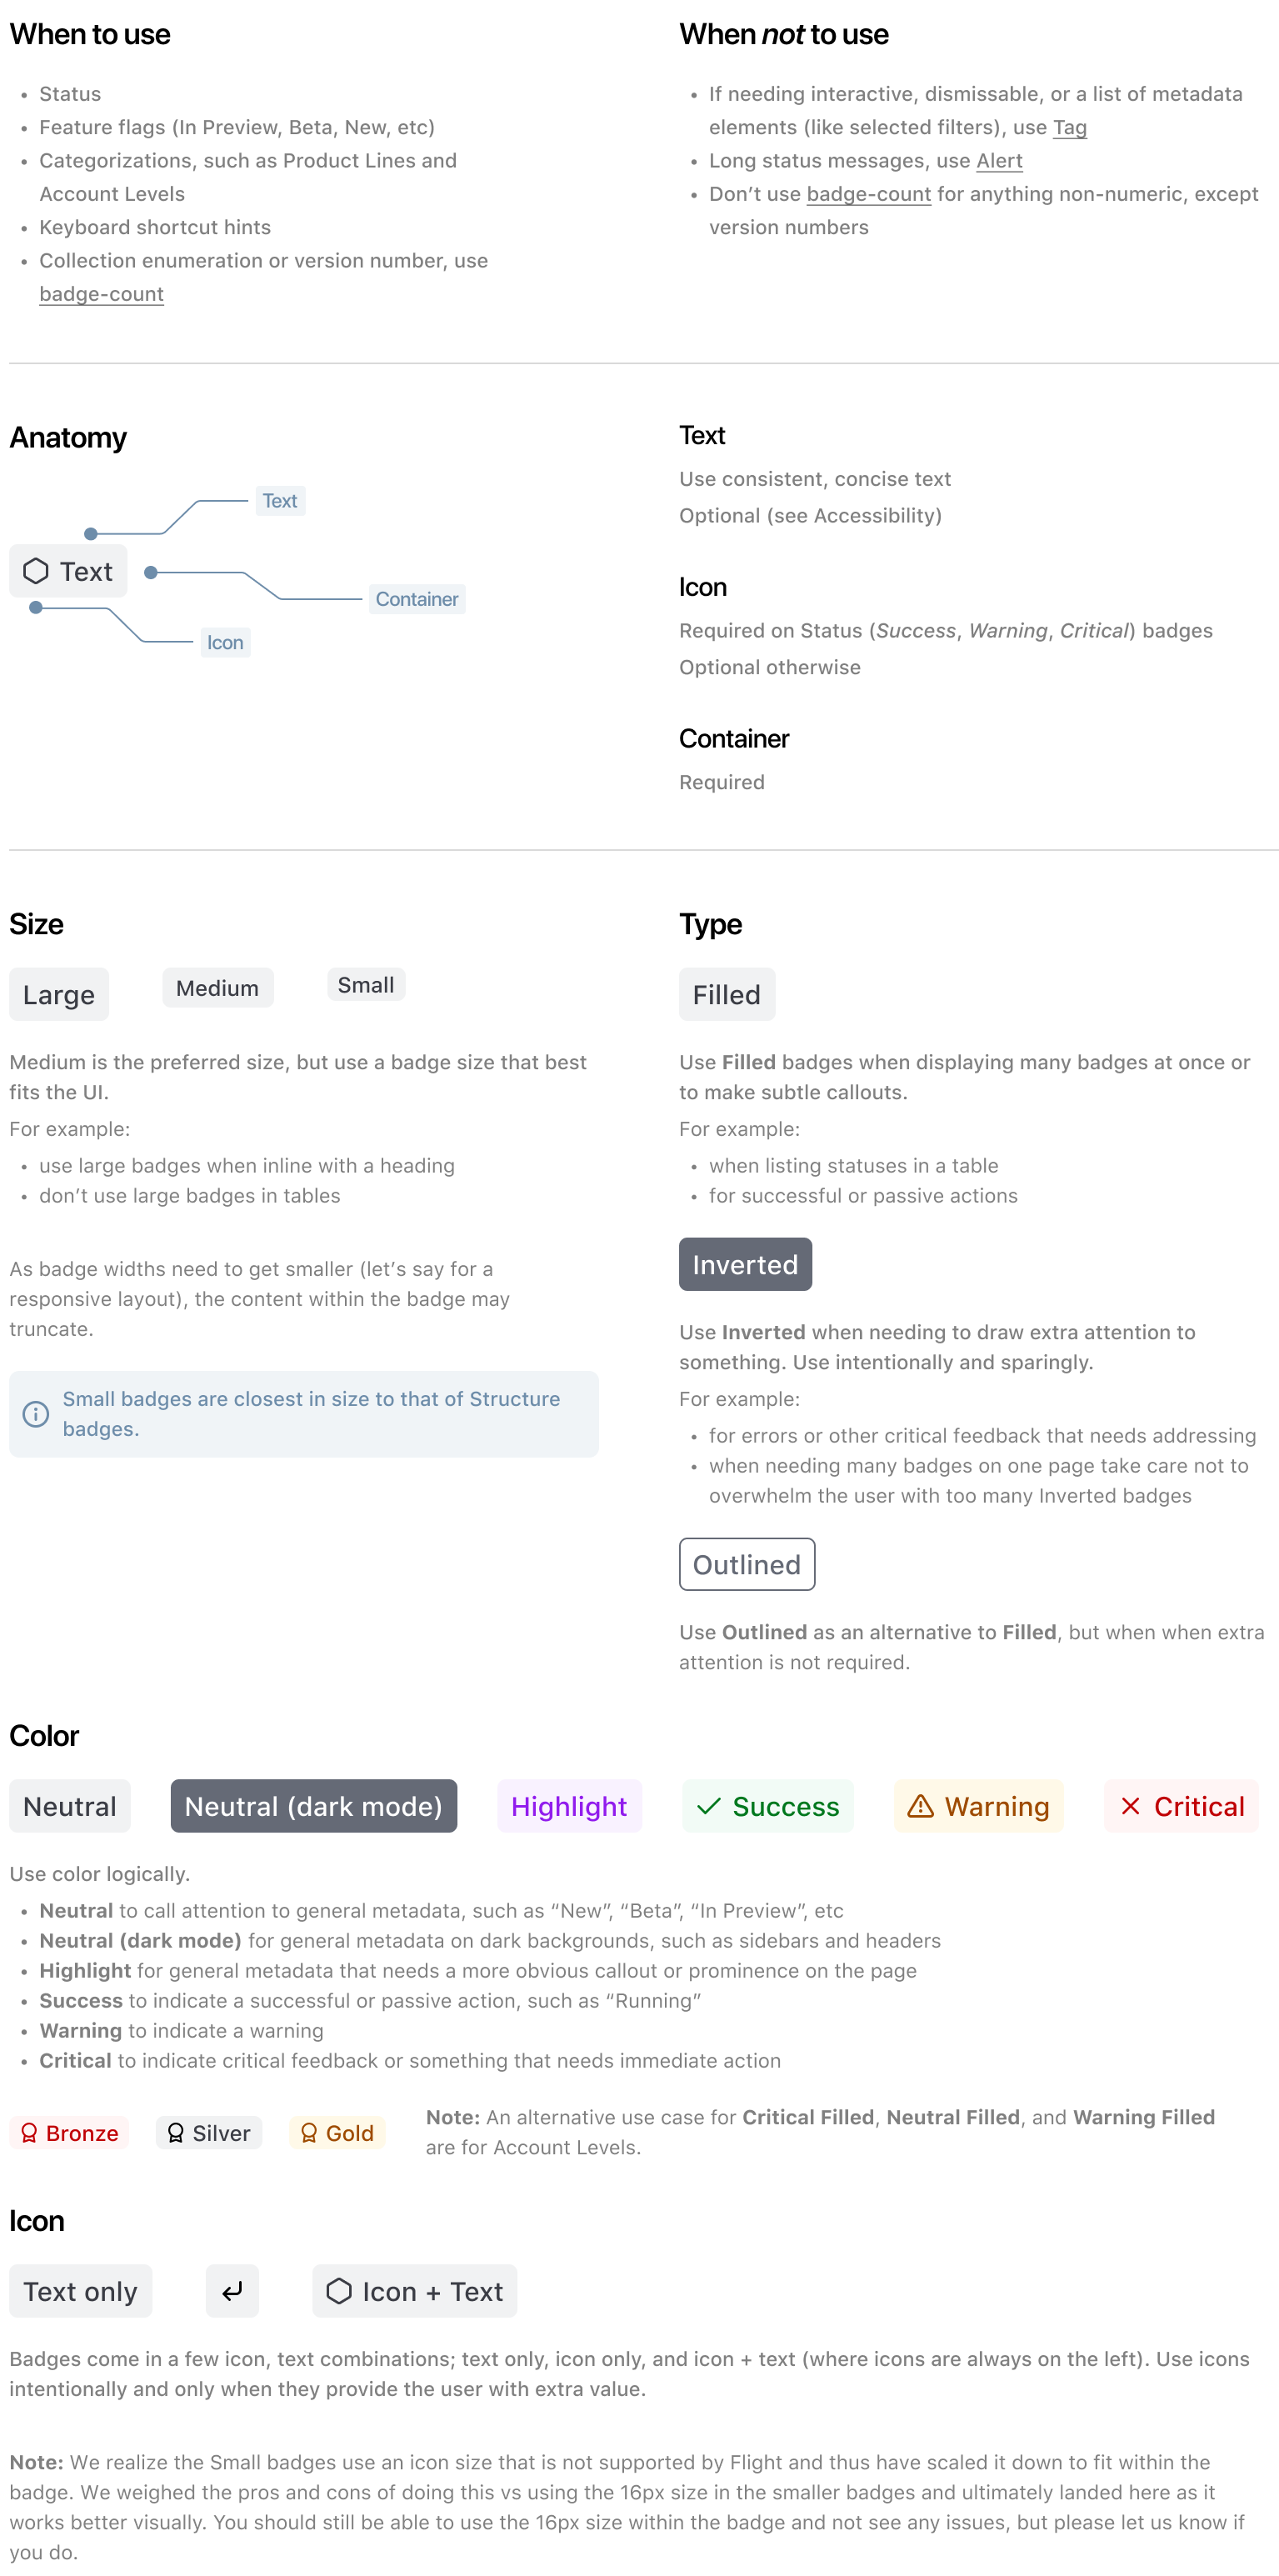 When to use
• Status
• Feature flags (In Preview, Beta, New, etc)
• Categorizations, such as Product Lines and
Account Levels
• Keyboard shortcut hints
• Collection enumeration or version number, use
badge-count
When not to use
• If needing interactive, dismissable, or a list of metadata
elements (like selected filters), use Tag
• Long status messages, use Alert
• Don’t use badge-count for anything non-numeric, except
version numbers
Anatomy
Text
Text
Container
Icon
Text
Use consistent, concise text
Optional (see Accessibility)
Icon
Required on Status (Success, Warning, Critical) badges
Optional otherwise
Container
Required
Size
Large
Medium
Small
Medium is the preferred size, but use a badge size that best
fits the UI.
For example:
• use large badges when inline with a heading
• don’t use large badges in tables
As badge widths need to get smaller (let’s say for a
responsive layout), the content within the badge may
truncate.
Small badges are closest in size to that of Structure
badges.
Type
Filled
Use Filled badges when displaying many badges at once or
to make subtle callouts.
For example:
• when listing statuses in a table
• for successful or passive actions
Inverted
Use Inverted when needing to draw extra attention to
something. Use intentionally and sparingly.
For example:
• for errors or other critical feedback that needs addressing
• when needing many badges on one page take care not to
overwhelm the user with too many Inverted badges
Outlined
Use Outlined as an alternative to Filled, but when when extra
attention is not required.
Color
Neutral
Neutral (dark mode)
Highlight
Success
Warning
Critical
Use color logically.
• Neutral to call attention to general metadata, such as “New”, “Beta”, “In Preview”, etc
• Neutral (dark mode) for general metadata on dark backgrounds, such as sidebars and headers
• Highlight for general metadata that needs a more obvious callout or prominence on the page
• Success to indicate a successful or passive action, such as “Running”
• Warning to indicate a warning
• Critical to indicate critical feedback or something that needs immediate action
Bronze
Silver
Gold
Note: An alternative use case for Critical Filled, Neutral Filled, and Warning Filled
are for Account Levels.
Icon
Text only
Icon + Text
Badges come in a few icon, text combinations; text only, icon only, and icon + text (where icons are always on the left). Use icons
intentionally and only when they provide the user with extra value.
Note: We realize the Small badges use an icon size that is not supported by Flight and thus have scaled it down to fit within the
badge. We weighed the pros and cons of doing this vs using the 16px size in the smaller badges and ultimately landed here as it
works better visually. You should still be able to use the 16px size within the badge and not see any issues, but please let us know if
you do.